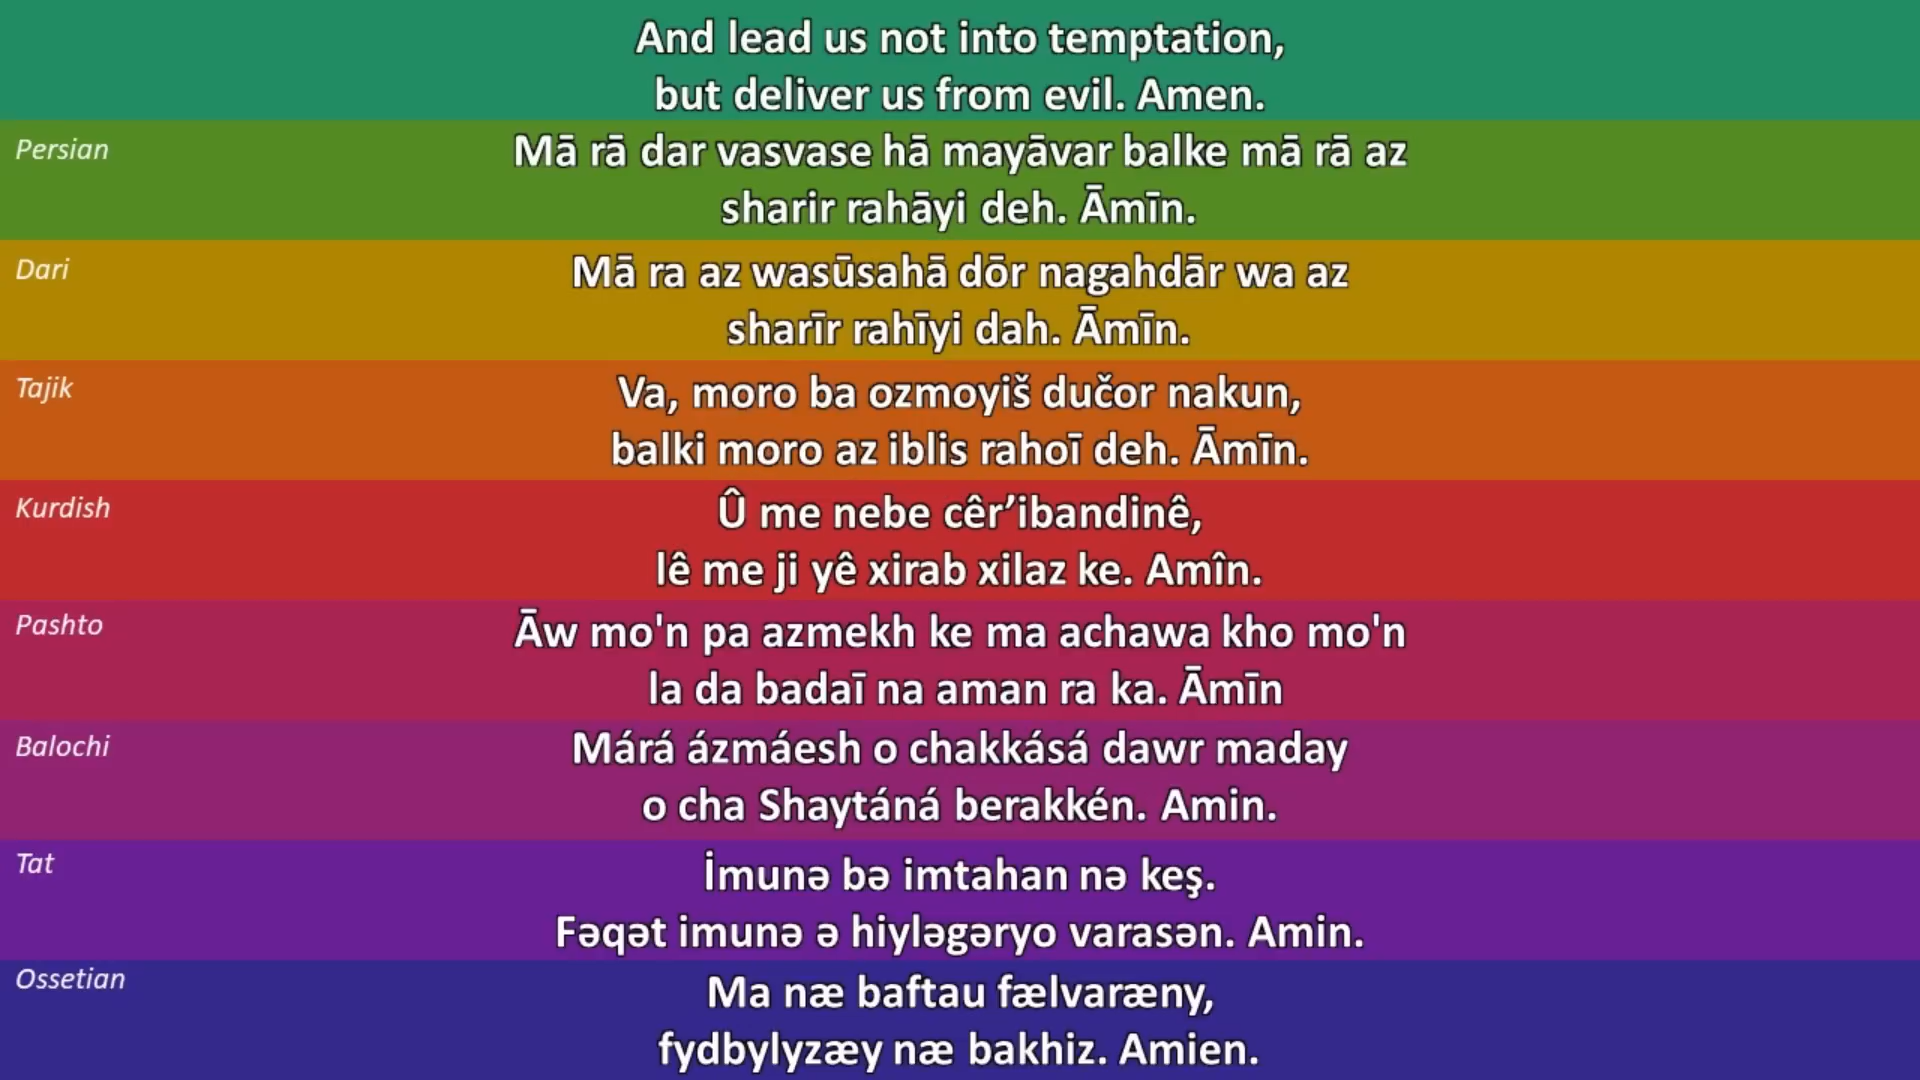 And lead us not into temptation,
but deliver us from evil. Amen.
Persian
Mā rā dar vasvase hā mayāvar balke mā rā az
sharir rahāyi deh. Āmīn.
Dari
Mā ra az wasūsahā dōr nagahdār wa az
sharīr rahīyi dah. Āmīn.
Tajik
Va, moro ba ozmoyiš dučor nakun,
balki moro az iblis rahoī deh. Āmīn.
Kurdish
Û me nebe cêr’ibandinê,
lê me ji yê xirab xilaz ke. Amîn.
Pashto
Āw mo'n pa azmekh ke ma achawa kho mo'n
la da badaī na aman ra ka. Āmīn
Balochi
Márá ázmáesh o chakkásá dawr maday
o cha Shaytáná berakkén. Amin.
Tat
İmunə bə imtahan nə keş.
Fəqət imunə ə hiyləgəryo varasən. Amin.
Ossetian
Ma næ baftau fælvaræny,
fydbylyzæy næ bakhiz. Amien.